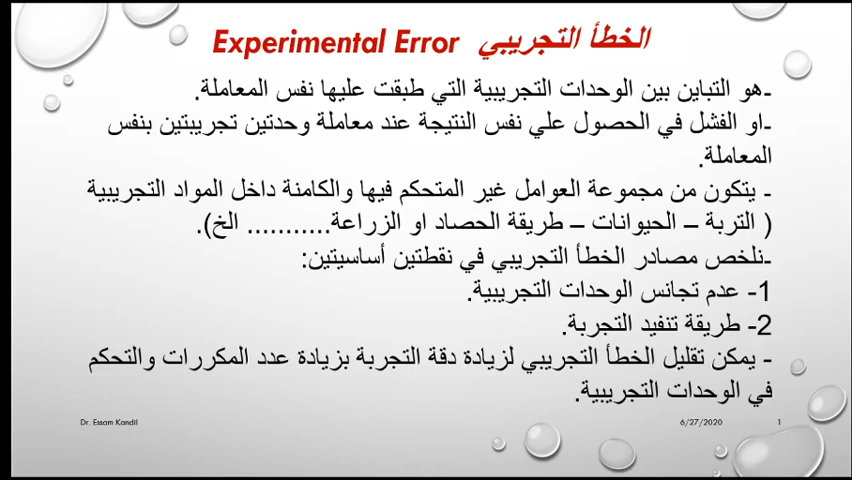 الخطأ التجريبي Experimental Error
-هو التباين بين الوحدات التجريبية التي طبقت عليها نفس المعاملة.
-او الفشل في الحصول علي نفس النتيجة عند معاملة وحدتين تجريبتين بنفس
المعاملة.
- يتكون من مجموعة العوامل غير المتحكم فيها والكامنة داخل المواد التجريبية
( التربة – الحيوانات – طريقة الحصاد او الزراعة........... الخ).
-نلخص مصادر الخطأ التجريبي في نقطتين أساسيتين:
1- عدم تجانس الوحدات التجريبية.
2- طريقة تنفيد التجربة.
- يمكن تقليل الخطأ التجريبي لزيادة دقة التجربة بزيادة عدد المكررات والتحكم
في الوحدات التجريبية.
Dr. Essam Kandil 6/27/2020 1